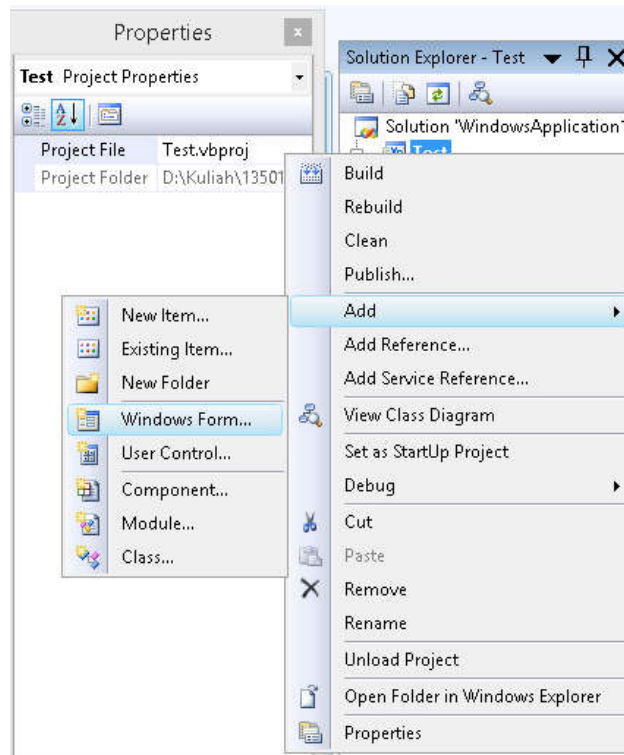 Properties
Test Project Properties
Project File Test.vbproj
Project Folder D:\Kuliah\13501
Solution Explorer - Test
Solution 'WindowsApplication1
Test
Build
Rebuild
Clean
Publish...
Add
Add Reference...
Add Service Reference...
View Class Diagram
Set as StartUp Project
Debug
Cut
Paste
Remove
Rename
Unload Project
Open Folder in Windows Explorer
Properties
New Item...
Existing Item...
New Folder
Windows Form...
User Control...
Component...
Module...
Class...